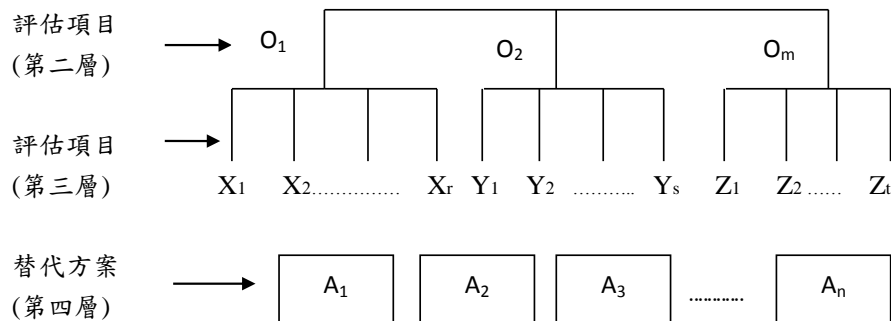 評估項目
(第二層)
O1 O2 Om
評估項目
(第三層)
X1 X2............... Xr Y1 Y2 ........... Ys Z1 Z2 ...... Zt
替代方案
(第四層)
A1 A2 A3 ............ An